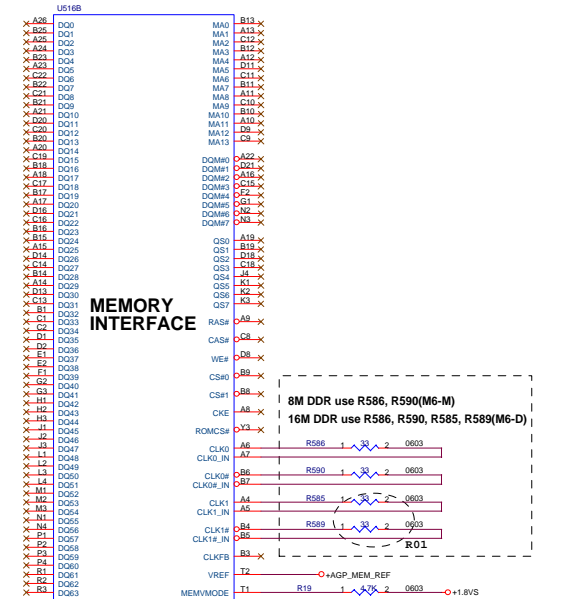 U516B
A26 DQ0
B25 DQ1
A25 DQ2
A24 DQ3
B23 DQ4
A23 DQ5
C22 DQ6
B22 DQ7
C21 DQ8
B21 DQ9
A21 DQ10
D20 DQ11
C20 DQ12
B20 DQ13
A20 DQ14
C19 DQ15
B18 DQ16
A18 DQ17
C17 DQ18
B17 DQ19
A17 DQ20
D16 DQ21
C16 DQ22
B16 DQ23
B15 DQ24
A15 DQ25
D14 DQ26
C14 DQ27
B14 DQ28
A14 DQ29
D13 DQ30
C13 DQ31
B1 DQ32
C1 DQ33
C2 DQ34
D1 DQ35
D2 DQ36
E1 DQ37
E2 DQ38
F1 DQ39
G2 DQ40
G3 DQ41
H1 DQ42
H2 DQ43
H3 DQ44
J1 DQ45
J2 DQ46
J3 DQ47
L1 DQ48
L2 DQ49
L3 DQ50
L4 DQ51
M1 DQ52
M2 DQ53
M3 DQ54
N1 DQ55
N4 DQ56
P1 DQ57
P2 DQ58
P3 DQ59
P4 DQ60
R1 DQ61
R2 DQ62
R3 DQ63
MEMORY
INTERFACE
MA0 B13
MA1 A13
MA2 C12
MA3 B12
MA4 A12
MA5 D11
MA6 C11
MA7 B11
MA8 A11
MA9 C10
MA10 B10
MA11 A10
MA12 D9
MA13 C9
DQM#0 A22
DQM#1 D21
DQM#2 A16
DQM#3 C15
DQM#4 F2
DQM#5 G1
DQM#6 N2
DQM#7 N3
QS0 A19
QS1 B19
QS2 D18
QS3 C18
QS4 J4
QS5 K1
QS6 K2
QS7 K3
RAS# A9
CAS# C8
WE# D8
CS#0 B9
CS#1 B8
CKE A8
ROMCS# Y3
8M DDR use R586, R590(M6-M)
16M DDR use R586, R590, R585, R589(M6-D)
CLK0 A6 R586 1 33 2 0603
CLK0_IN A7
CLK0# B6 R590 1 33 2 0603
CLK0#_IN B7
CLK1 A4 R585 1 33 2 0603
CLK1_IN A5
CLK1# B4 R589 1 33 2 0603
CLK1#_IN B5
R01
CLKFB B3
VREF T2 +AGP_MEM_REF
MEMVMODE T1 R19 1 4.7K 2 0603 +1.8VS